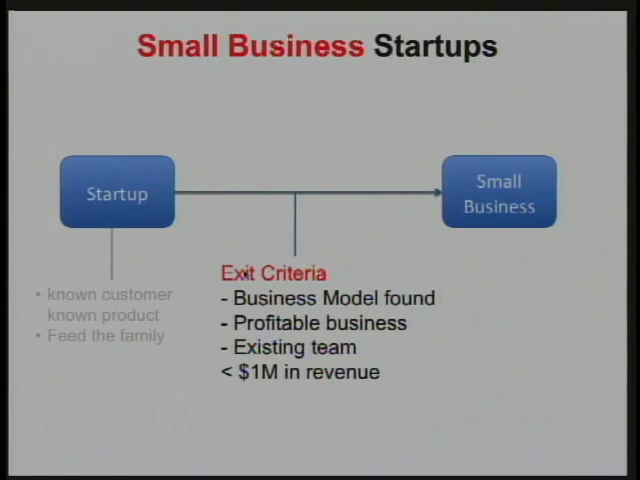 Small Business Startups
Startup
Small
Business
• known customer
known product
• Feed the family
Exit Criteria
- Business Model found
- Profitable business
- Existing team
< $1M in revenue